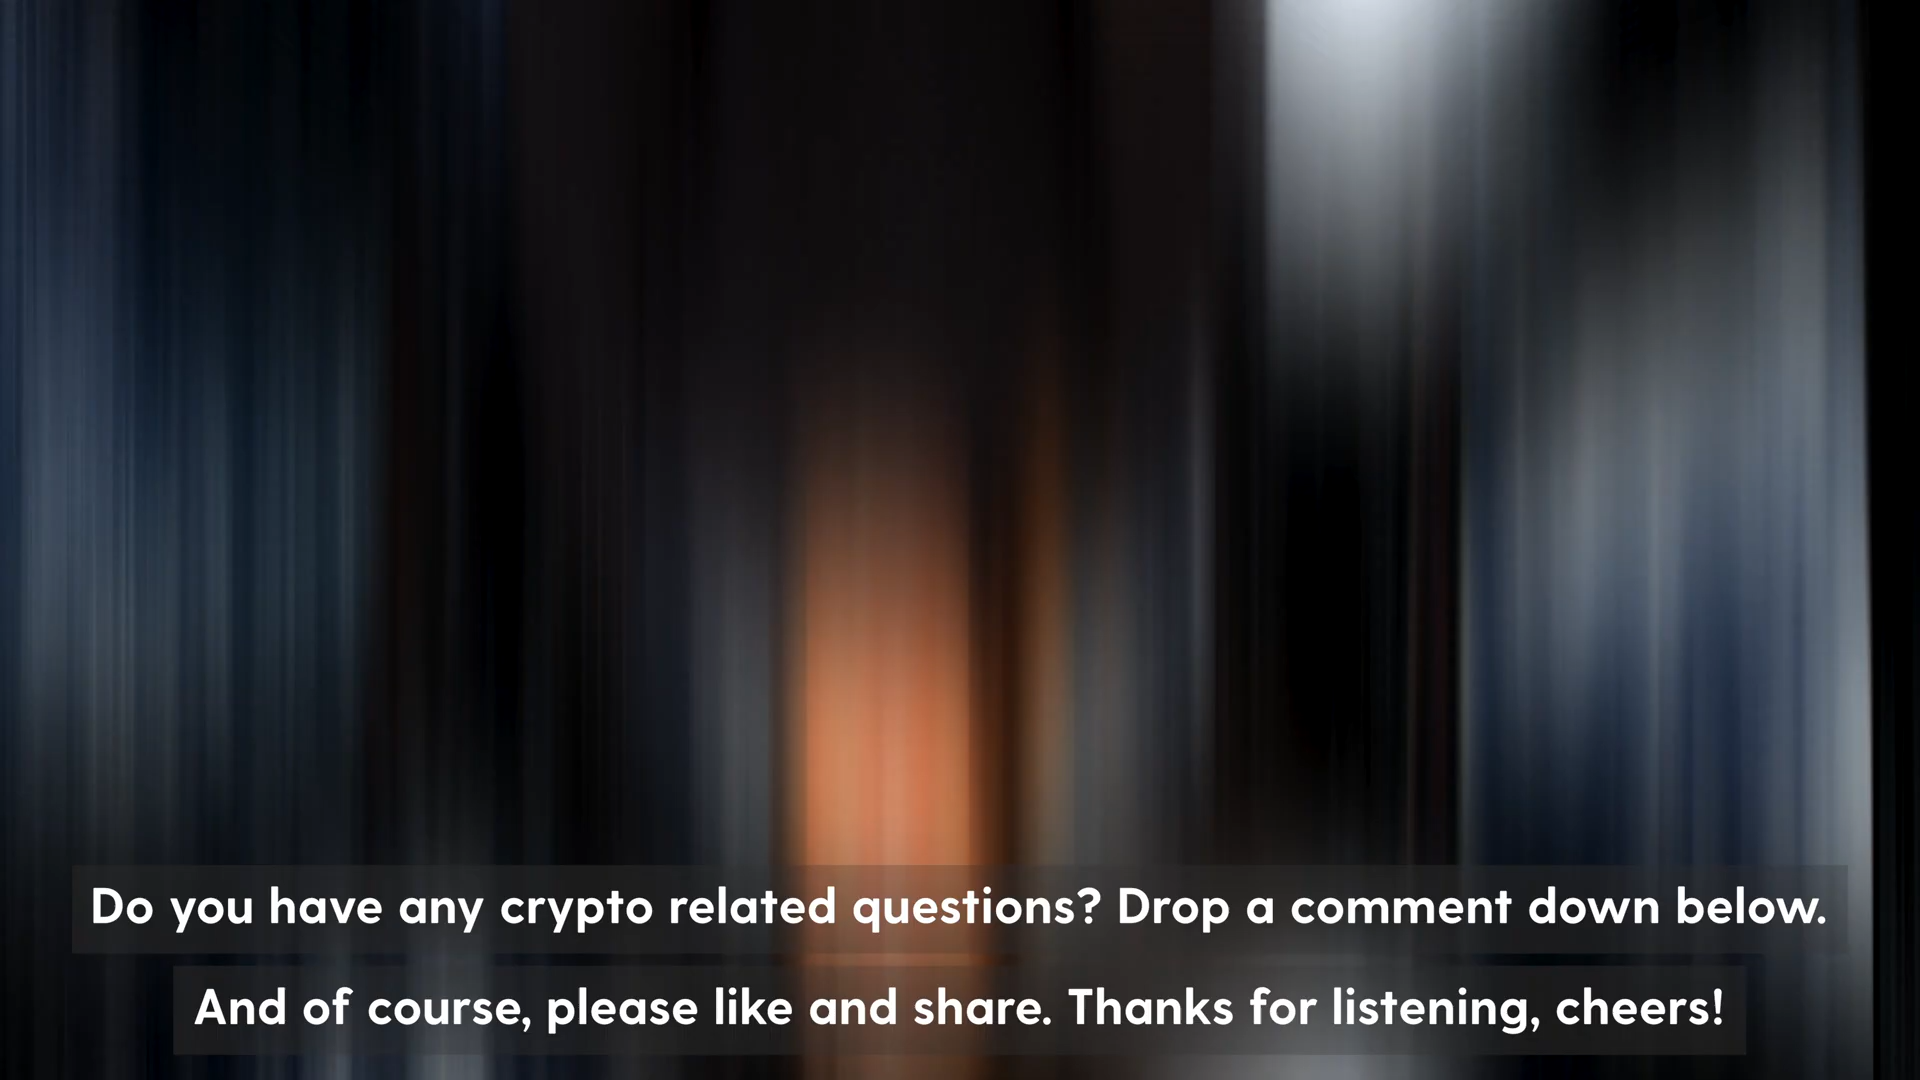 Do you have any crypto related questions? Drop a comment down below.
And of course, please like and share. Thanks for listening, cheers!